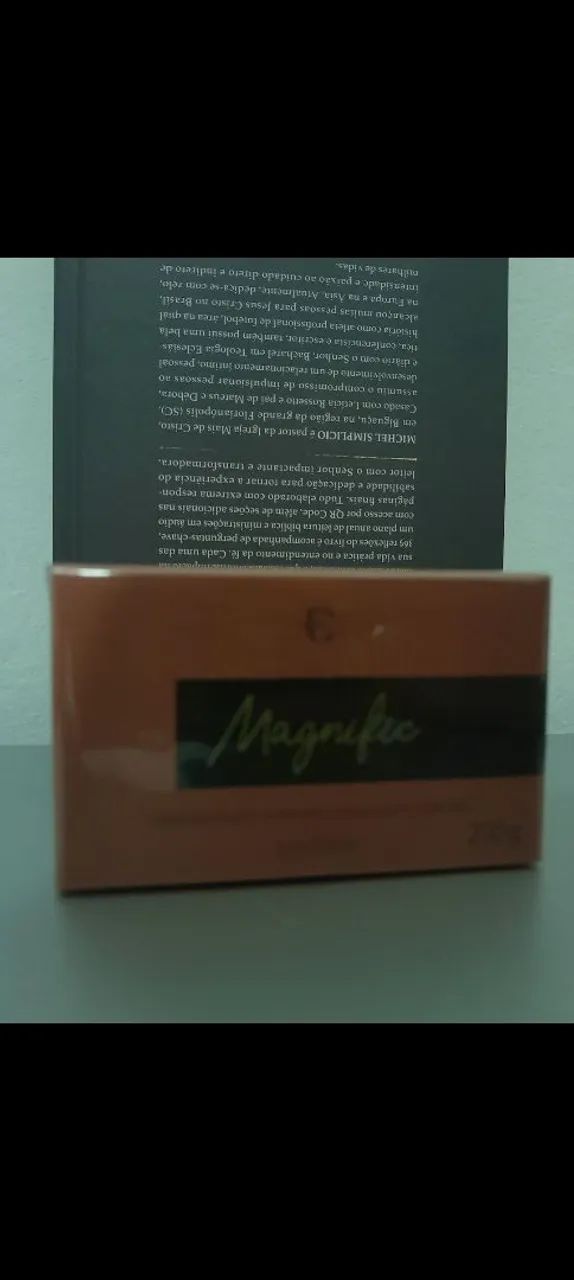 sua vida prática e no entendimento da fé. Cada uma das
365 reflexões do livro é acompanhada de perguntas-chave,
um plano anual de leitura bíblica e ministrações em áudio
com acesso por QR Code, além de seções adicionais nas
páginas finais. Tudo elaborado com extrema respon-
sabilidade e dedicação para tornar a experiência do
leitor com o Senhor impactante e transformadora.
MICHEL SIMPLICIO é pastor da Igreja Mais de Cristo,
em Biguaçu, na região da grande Florianópolis (SC).
Casado com Letícia Rossetto e pai de Marcus e Débora,
assumiu o compromisso de impulsionar pessoas ao
desenvolvimento de um relacionamento íntimo, pessoal
e diário com o Senhor. Bacharel em Teologia Eclesiás-
tica, conferencista e escritor, também possui uma bela
história como atleta profissional de futebol, área na qual
alcançou muitas pessoas para Jesus Cristo no Brasil,
na Europa e na Ásia. Atualmente, dedica-se com zelo,
intensidade e paixão ao cuidado direto e indireto de
milhares de vidas.
Magnific